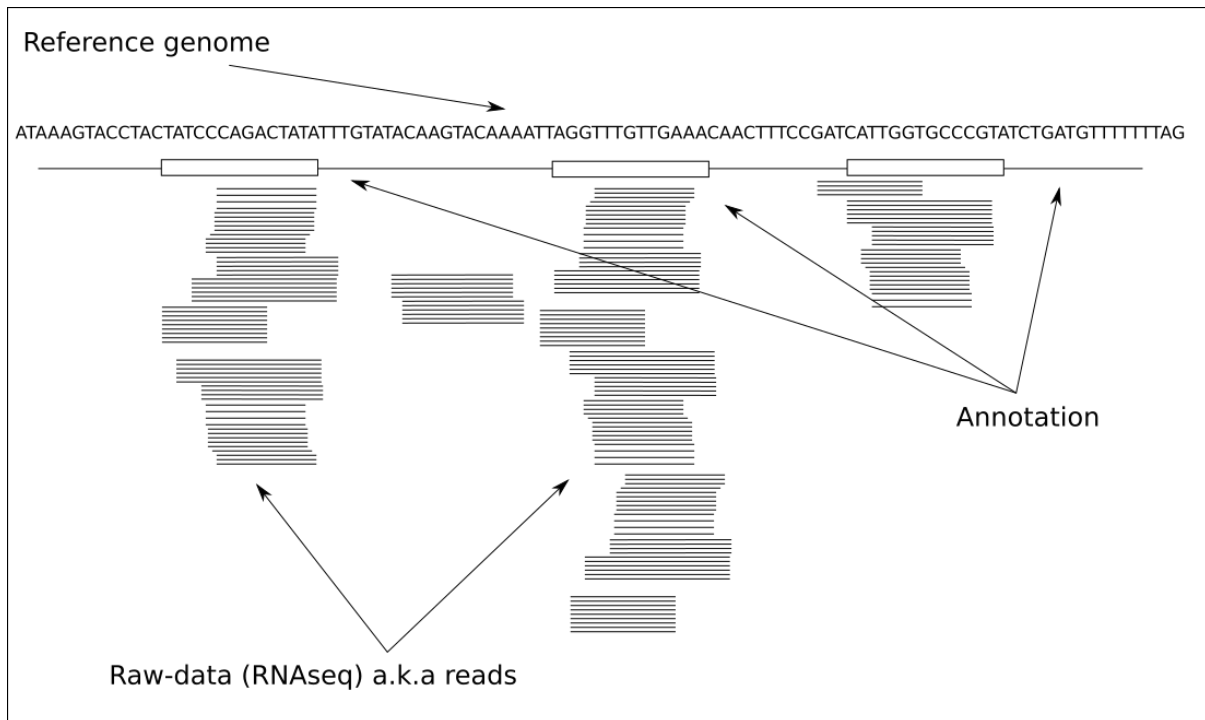 Reference genome
ATAAAGTACCTACTATCCCAGACTATATTTGTATACAAGTACAAAATTAGGTTTGTTGAAACAACTTTCCGATCATTGGTGCCCGTATCTGATGTTTTTTTAG
Annotation
Raw-data (RNAseq) a.k.a reads